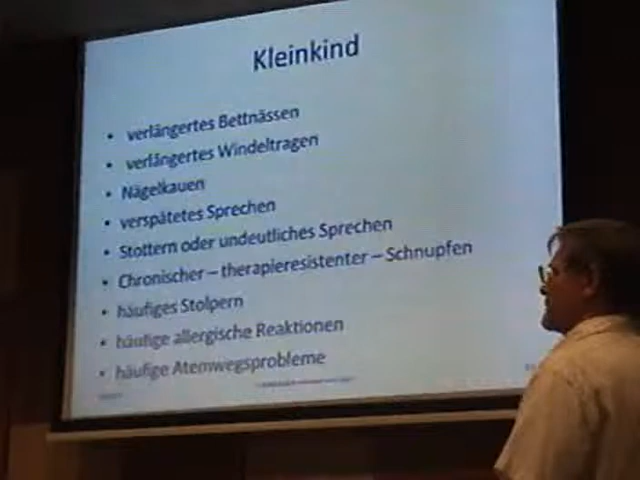 Kleinkind
• verlängertes Bettnässen
• verlängertes Windeltragen
• Nägelkauen
• verspätetes Sprechen
• Stottern oder undeutliches Sprechen
• Chronischer – therapieresistenter – Schnupfen
• häufiges Stolpern
• häufige allergische Reaktionen
• häufige Atemwegsprobleme